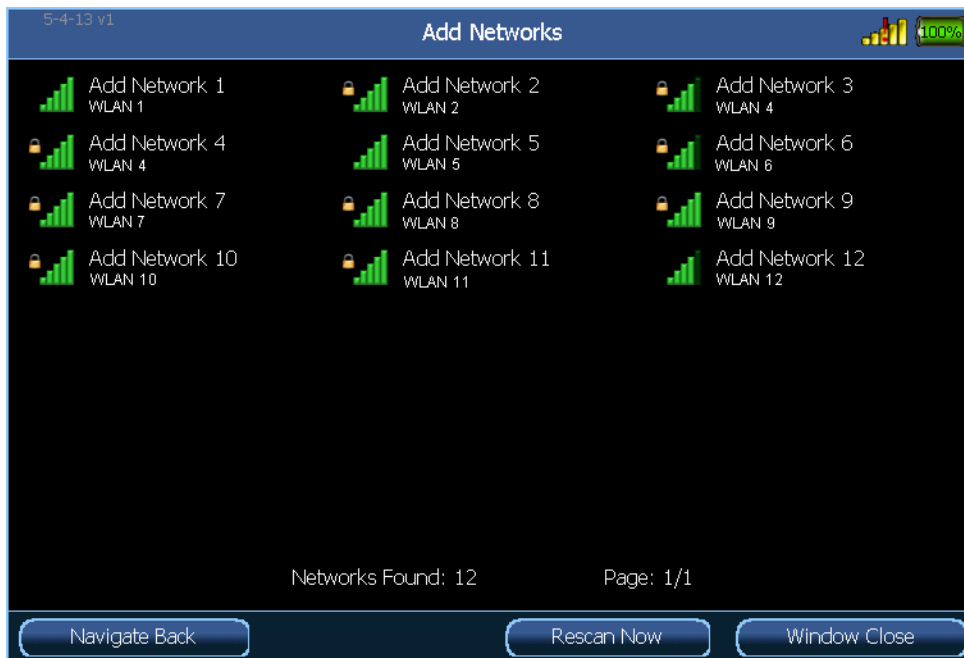 5-4-13 v1
Add Networks
100%
Add Network 1
WLAN 1
Add Network 2
WLAN 2
Add Network 3
WLAN 4
Add Network 4
WLAN 4
Add Network 5
WLAN 5
Add Network 6
WLAN 6
Add Network 7
WLAN 7
Add Network 8
WLAN 8
Add Network 9
WLAN 9
Add Network 10
WLAN 10
Add Network 11
WLAN 11
Add Network 12
WLAN 12
Networks Found: 12
Page: 1/1
Navigate Back
Rescan Now
Window Close